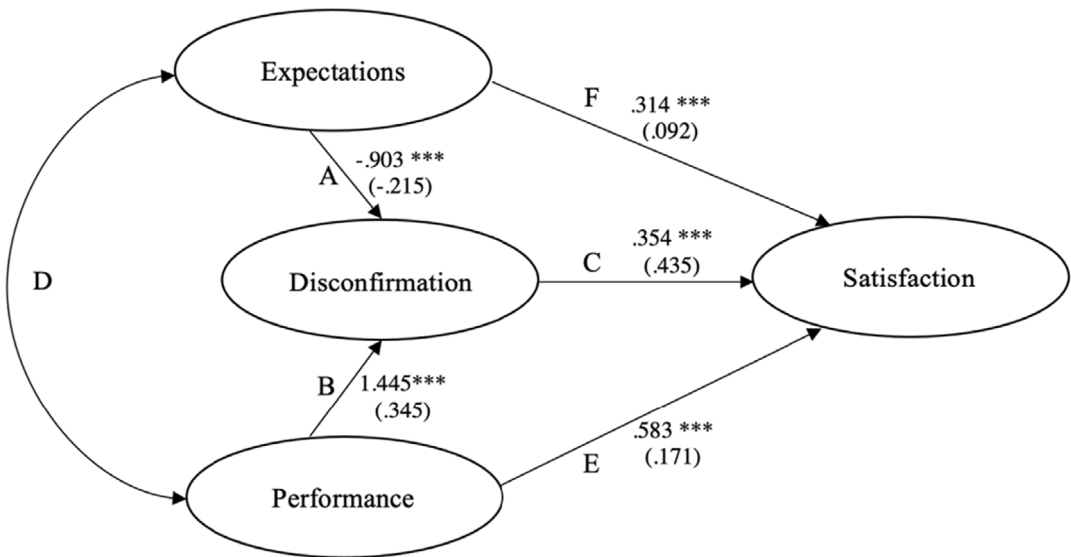 Expectations
F
.314 ***
(.092)
A
-.903 ***
(-.215)
D
Disconfirmation
C
.354 ***
(.435)
Satisfaction
B
1.445***
(.345)
E
.583 ***
(.171)
Performance